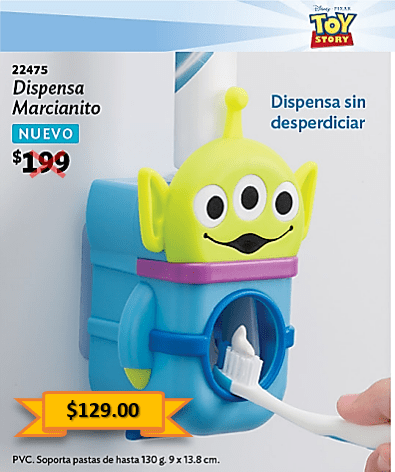 Disney · PIXAR
TOY
STORY
22475
Dispensa
Marcianito
NUEVO
$199
Dispensa sin
desperdiciar
$129.00
PVC. Soporta pastas de hasta 130 g. 9 x 13.8 cm.